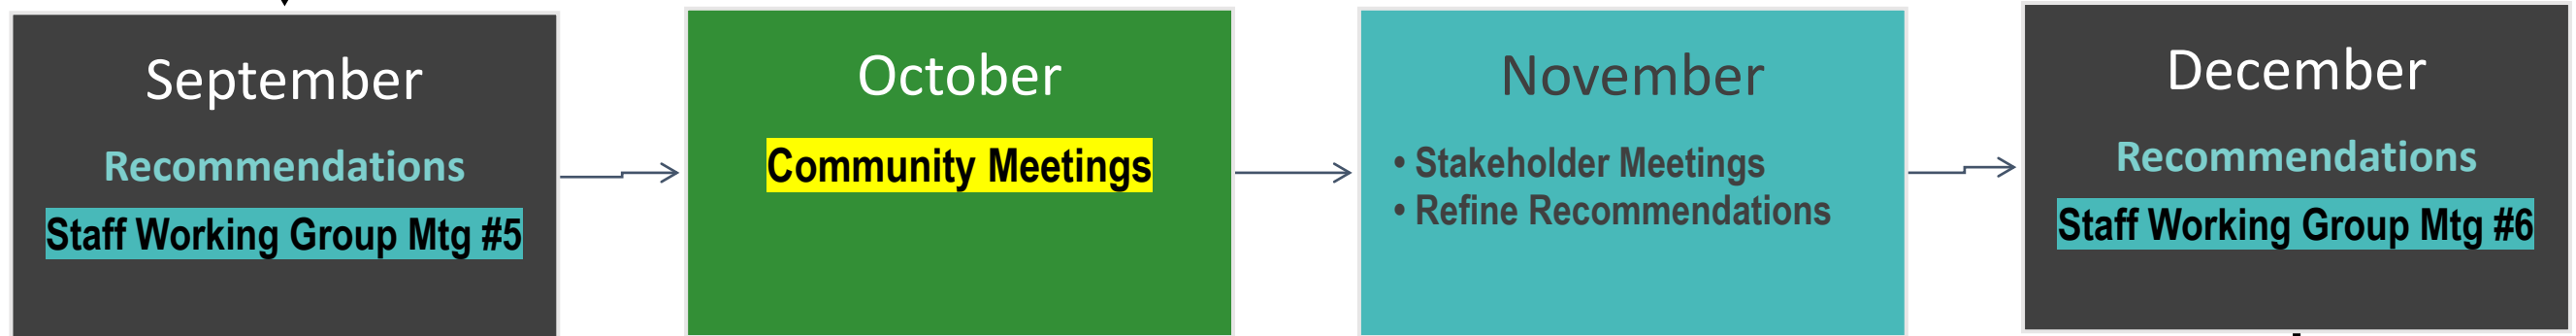 September
Recommendations
Staff Working Group Mtg #5
October
Community Meetings
November
• Stakeholder Meetings
• Refine Recommendations
December
Recommendations
Staff Working Group Mtg #6